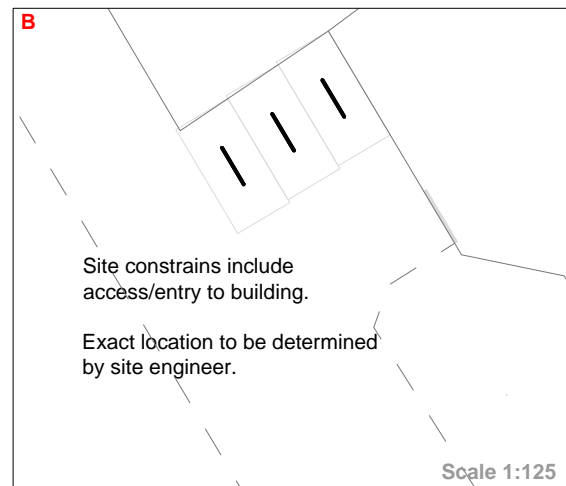 B
Site constrains include
access/entry to building.
Exact location to be determined
by site engineer.
Scale 1:125